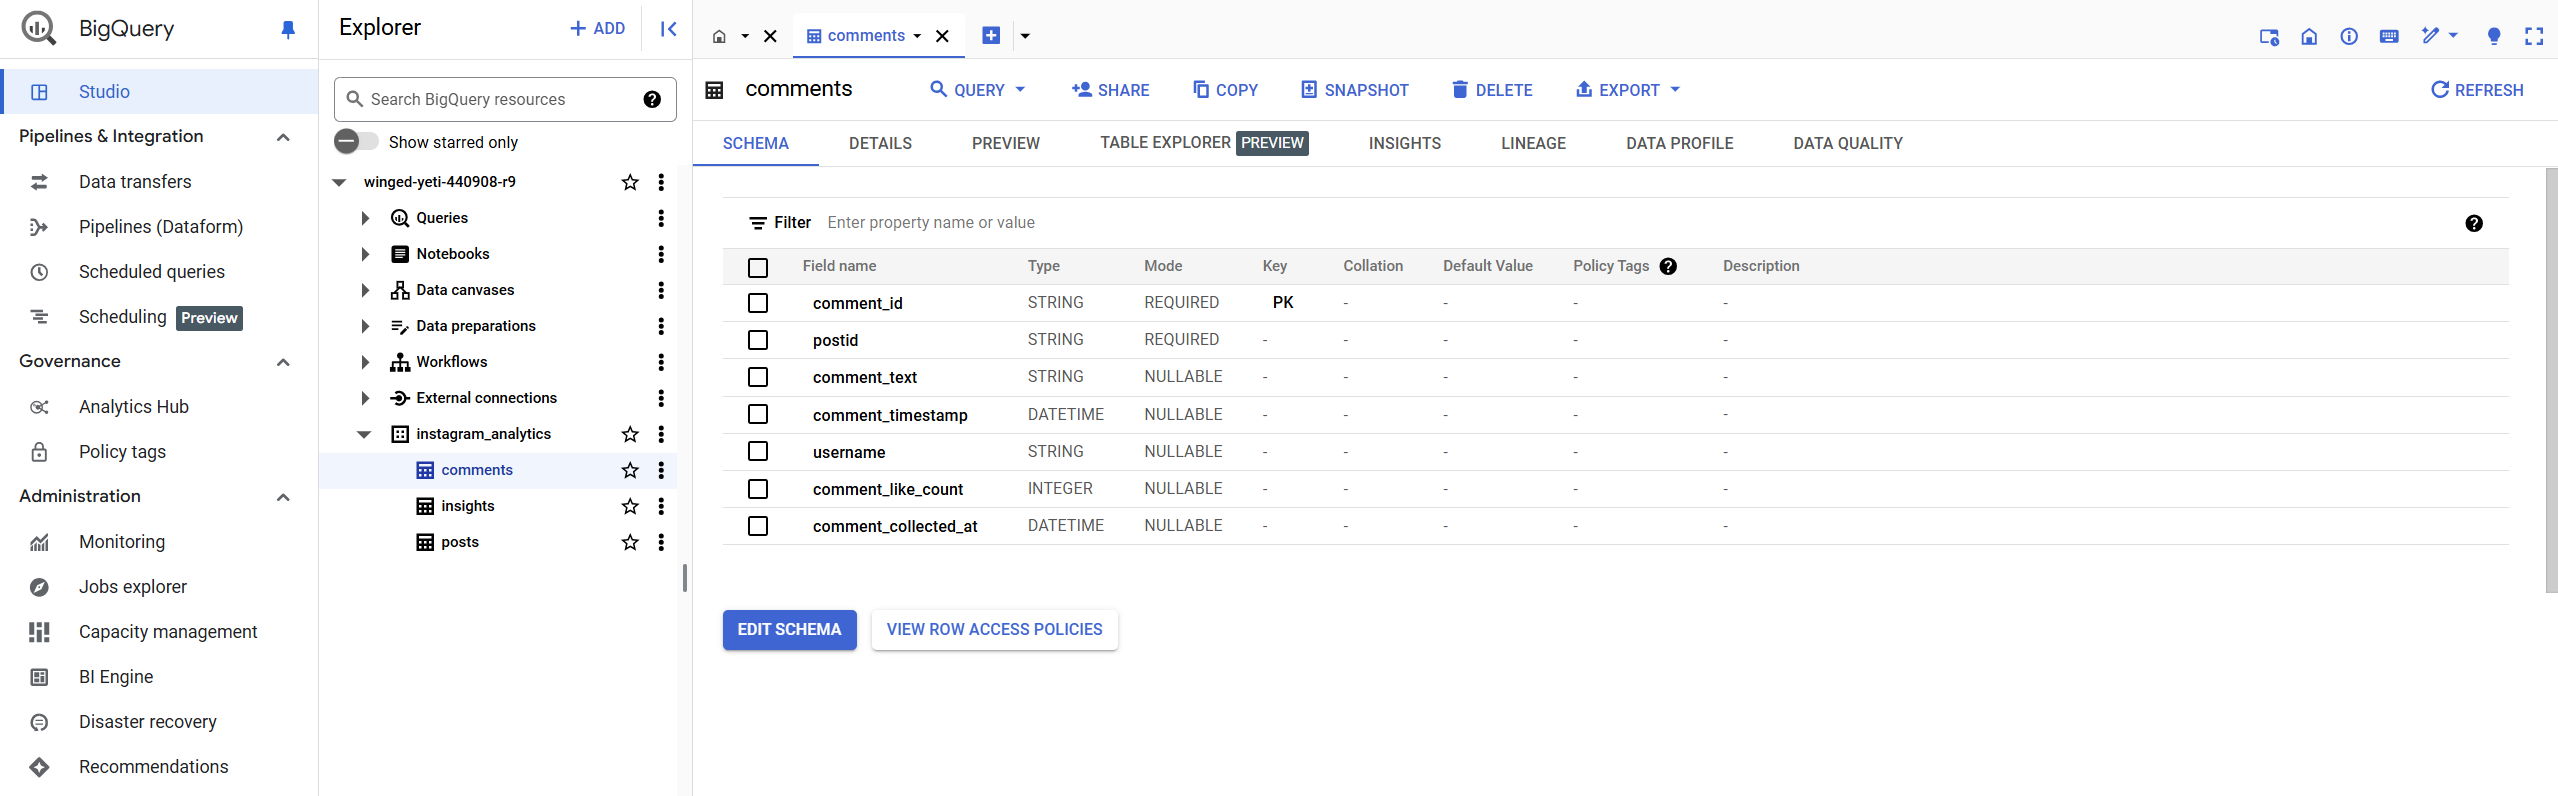 BigQuery
Studio
Pipelines & Integration
Data transfers
Pipelines (Dataform)
Scheduled queries
Scheduling Preview
Governance
Analytics Hub
Policy tags
Administration
Monitoring
Jobs explorer
Capacity management
BI Engine
Disaster recovery
Recommendations
Explorer
ADD
Search BigQuery resources
Show starred only
winged-yeti-440908-r9
Queries
Notebooks
Data canvases
Data preparations
Workflows
External connections
instagram_analytics
comments
insights
posts
comments
comments QUERY SHARE COPY SNAPSHOT DELETE EXPORT REFRESH
SCHEMA DETAILS PREVIEW TABLE EXPLORER PREVIEW INSIGHTS LINEAGE DATA PROFILE DATA QUALITY
Filter Enter property name or value
Field name Type Mode Key Collation Default Value Policy Tags Description
comment_id STRING REQUIRED PK - - - -
postid STRING REQUIRED - - - - -
comment_text STRING NULLABLE - - - - -
comment_timestamp DATETIME NULLABLE - - - - -
username STRING NULLABLE - - - - -
comment_like_count INTEGER NULLABLE - - - - -
comment_collected_at DATETIME NULLABLE - - - - -
EDIT SCHEMA VIEW ROW ACCESS POLICIES